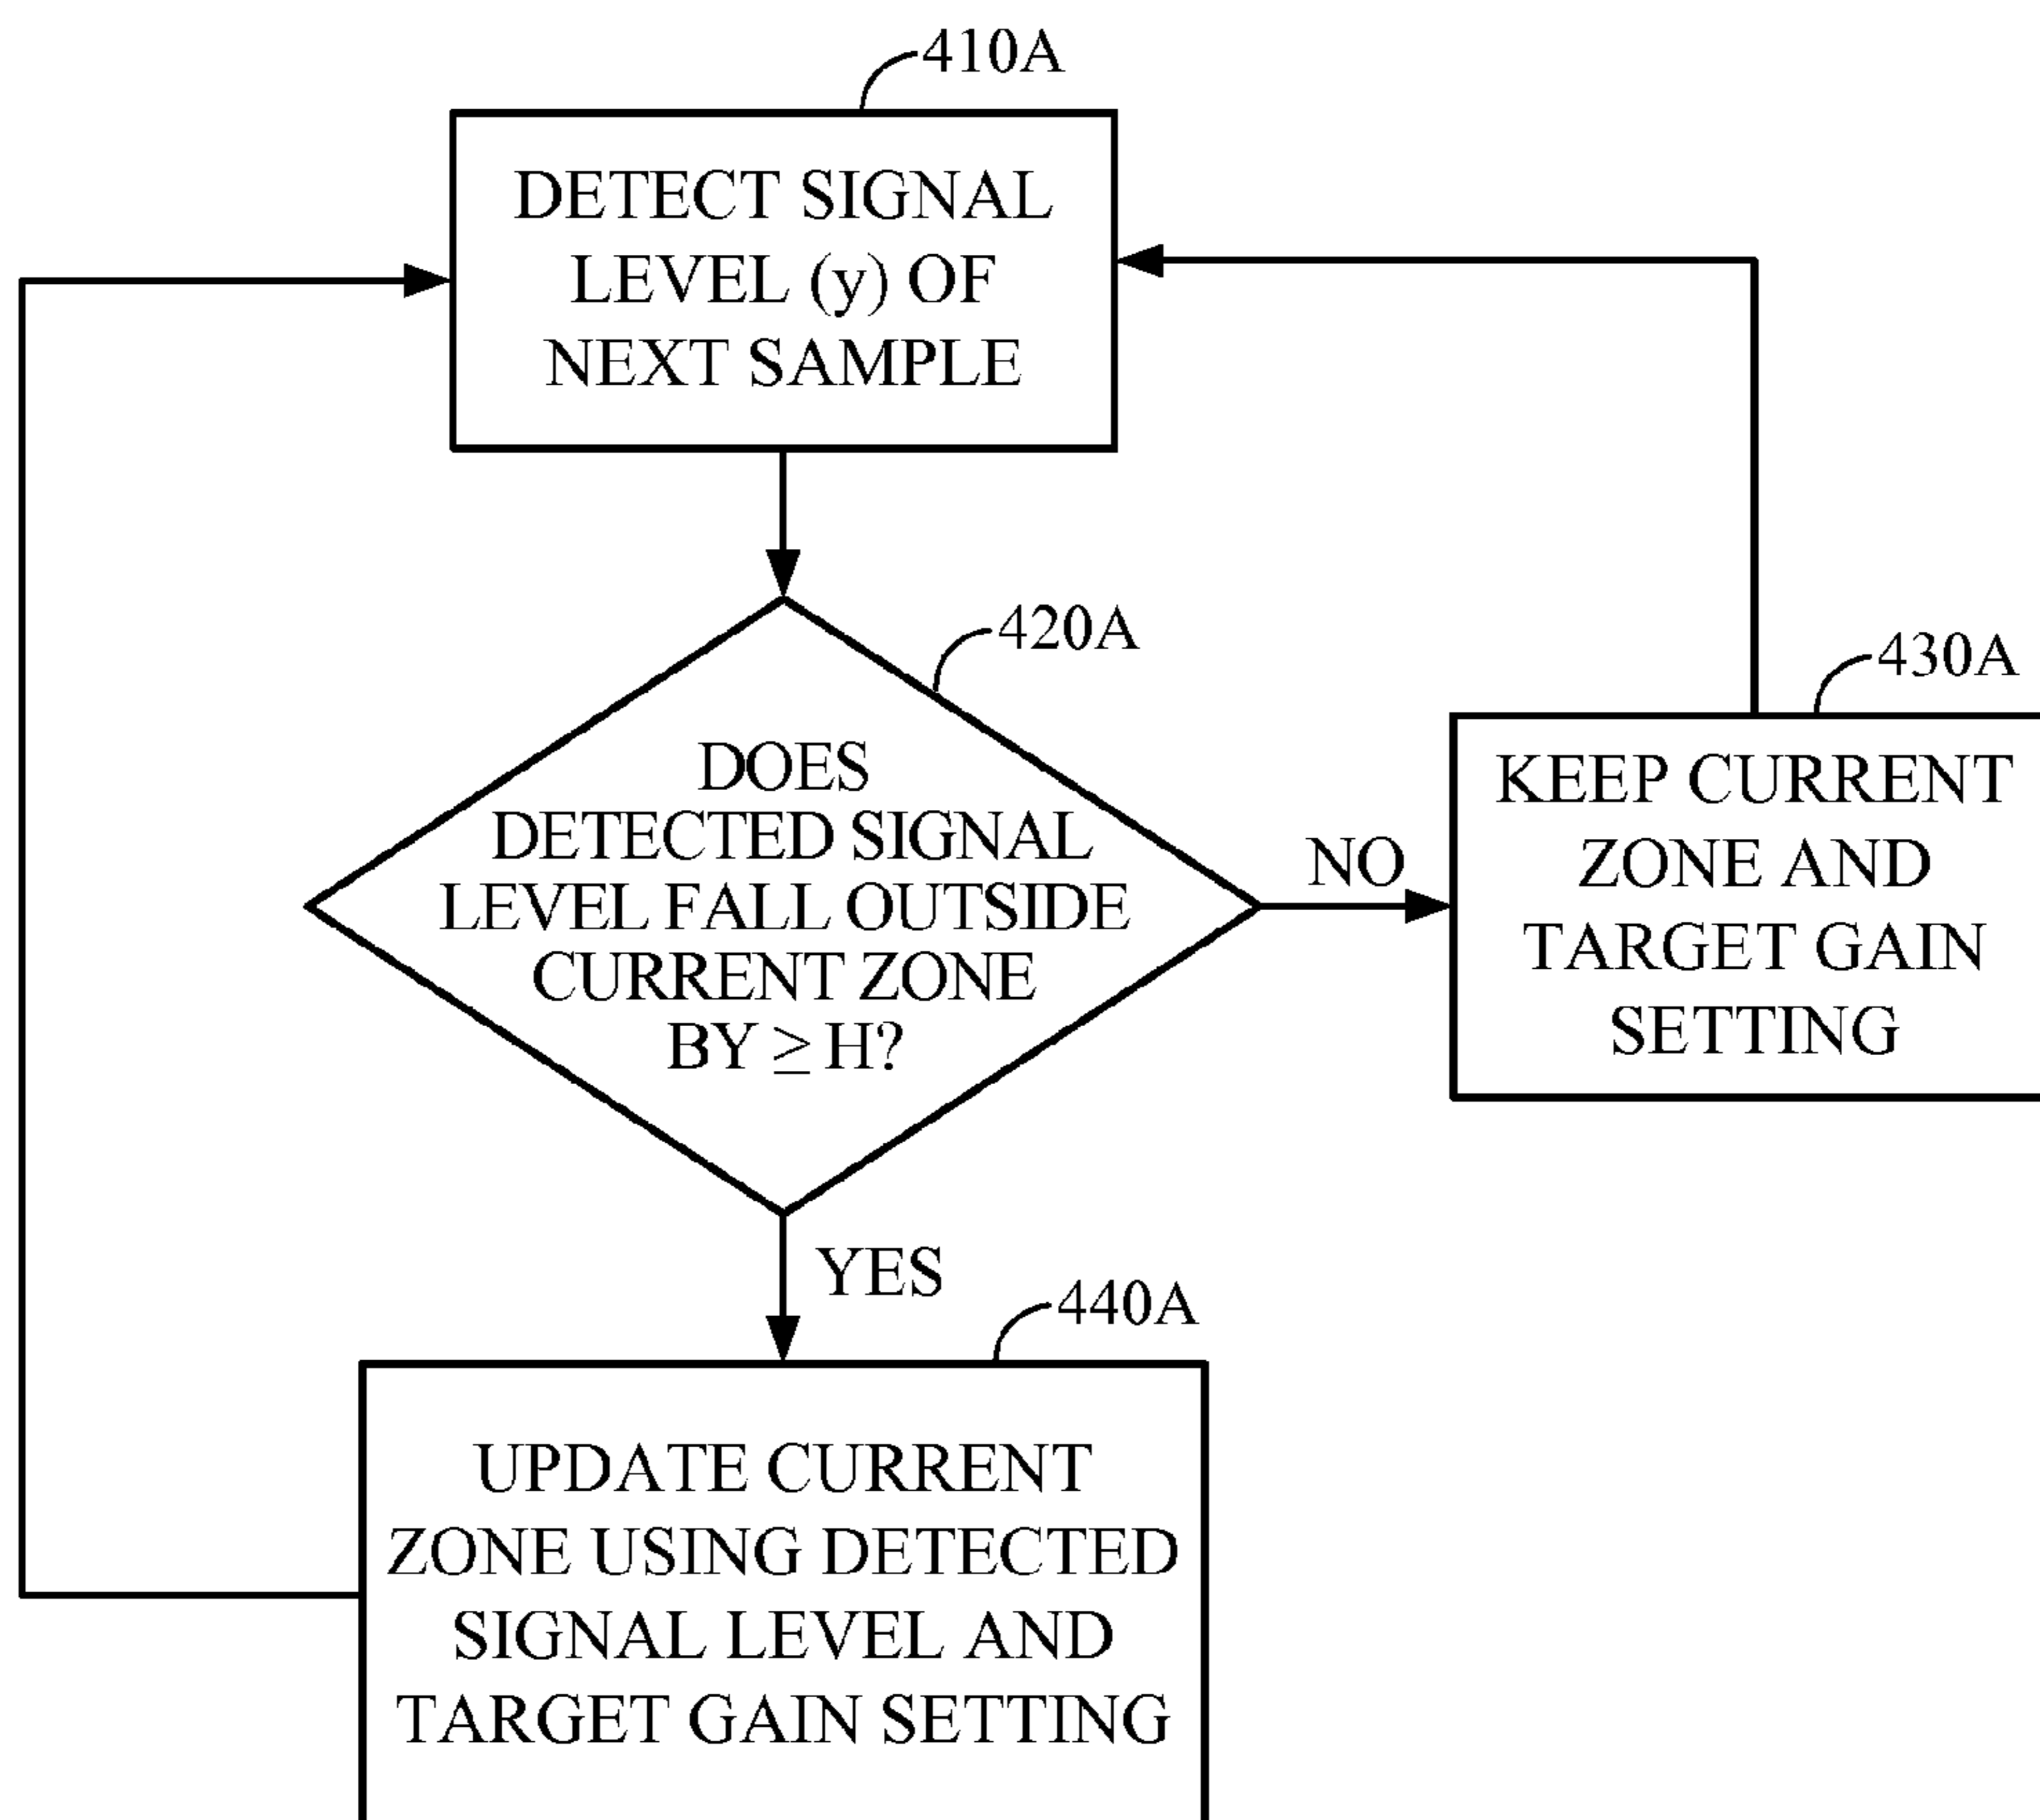 410A
DETECT SIGNAL
LEVEL (y) OF
NEXT SAMPLE
420A
DOES
DETECTED SIGNAL
LEVEL FALL OUTSIDE
CURRENT ZONE
BY ≥ H?
NO
430A
KEEP CURRENT
ZONE AND
TARGET GAIN
SETTING
YES
440A
UPDATE CURRENT
ZONE USING DETECTED
SIGNAL LEVEL AND
TARGET GAIN SETTING